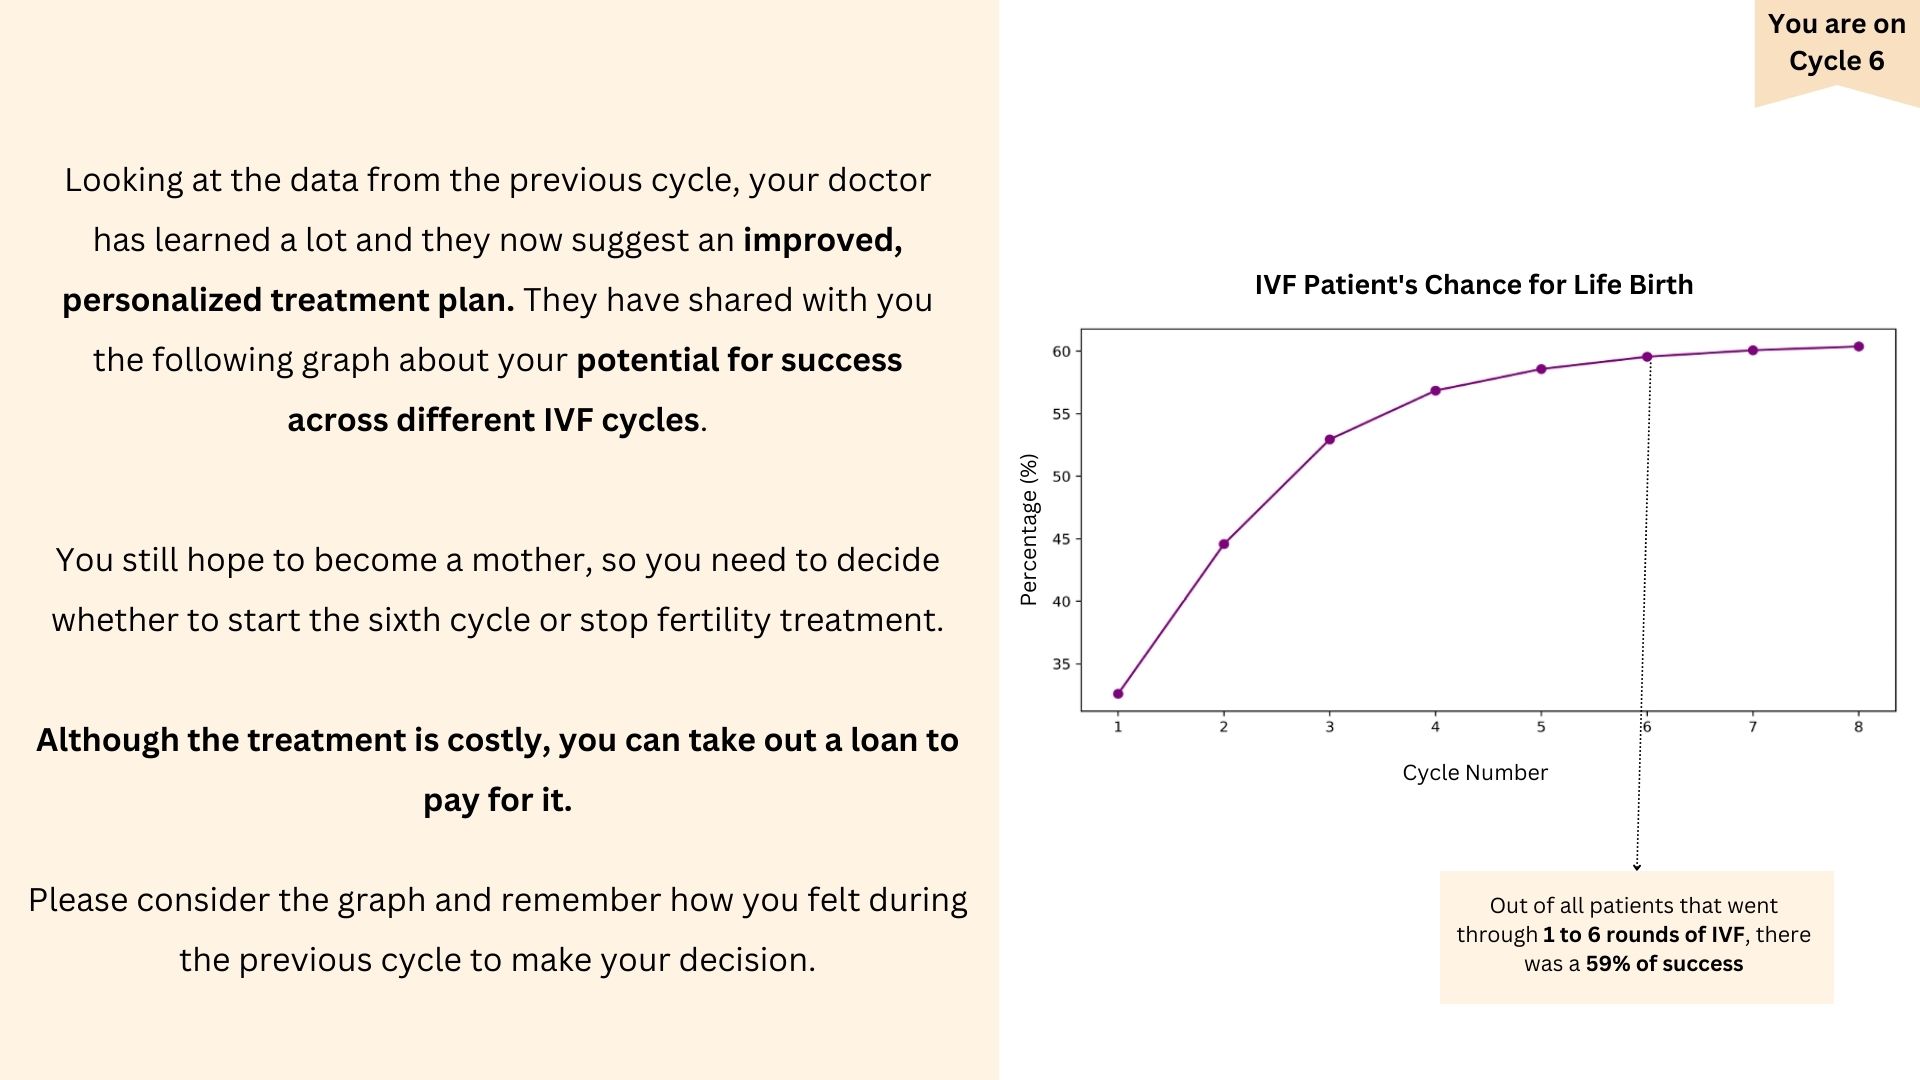 You are on
Cycle 6
Looking at the data from the previous cycle, your doctor
has learned a lot and they now suggest an improved,
personalized treatment plan. They have shared with you
the following graph about your potential for success
across different IVF cycles.
You still hope to become a mother, so you need to decide
whether to start the sixth cycle or stop fertility treatment.
Although the treatment is costly, you can take out a loan to
pay for it.
Please consider the graph and remember how you felt during
the previous cycle to make your decision.
IVF Patient's Chance for Life Birth
Percentage (%)
60
55
50
45
40
35
1 2 3 4 5 6 7 8
Cycle Number
Out of all patients that went
through 1 to 6 rounds of IVF, there
was a 59% of success